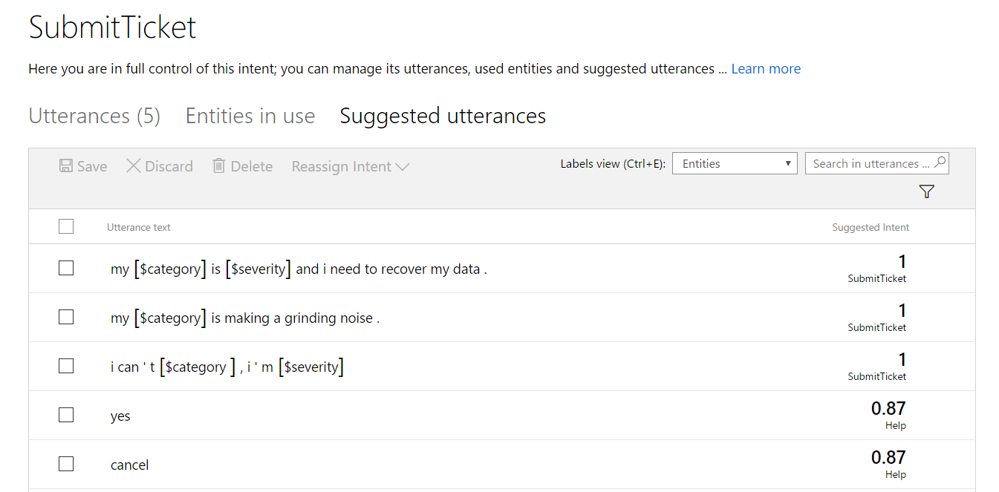 SubmitTicket
Here you are in full control of this intent; you can manage its utterances, used entities and suggested utterances ... Learn more
Utterances (5) Entities in use Suggested utterances
Save Discard Delete Reassign Intent Labels view (Ctrl+E): Entities Search in utterances ...
Utterance text Suggested Intent
my [$category] is [$severity] and i need to recover my data . 1
SubmitTicket
my [$category] is making a grinding noise . 1
SubmitTicket
i can ' t [$category ] , i ' m [$severity] 1
SubmitTicket
yes 0.87
Help
cancel 0.87
Help